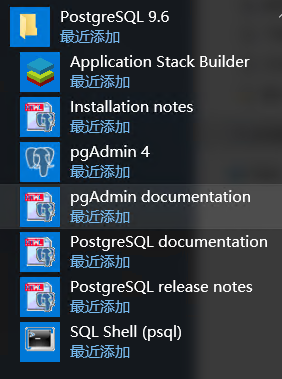 PostgreSQL 9.6
最近添加
Application Stack Builder
最近添加
Installation notes
最近添加
pgAdmin 4
最近添加
pgAdmin documentation
最近添加
PostgreSQL documentation
最近添加
PostgreSQL release notes
最近添加
SQL Shell (psql)
最近添加